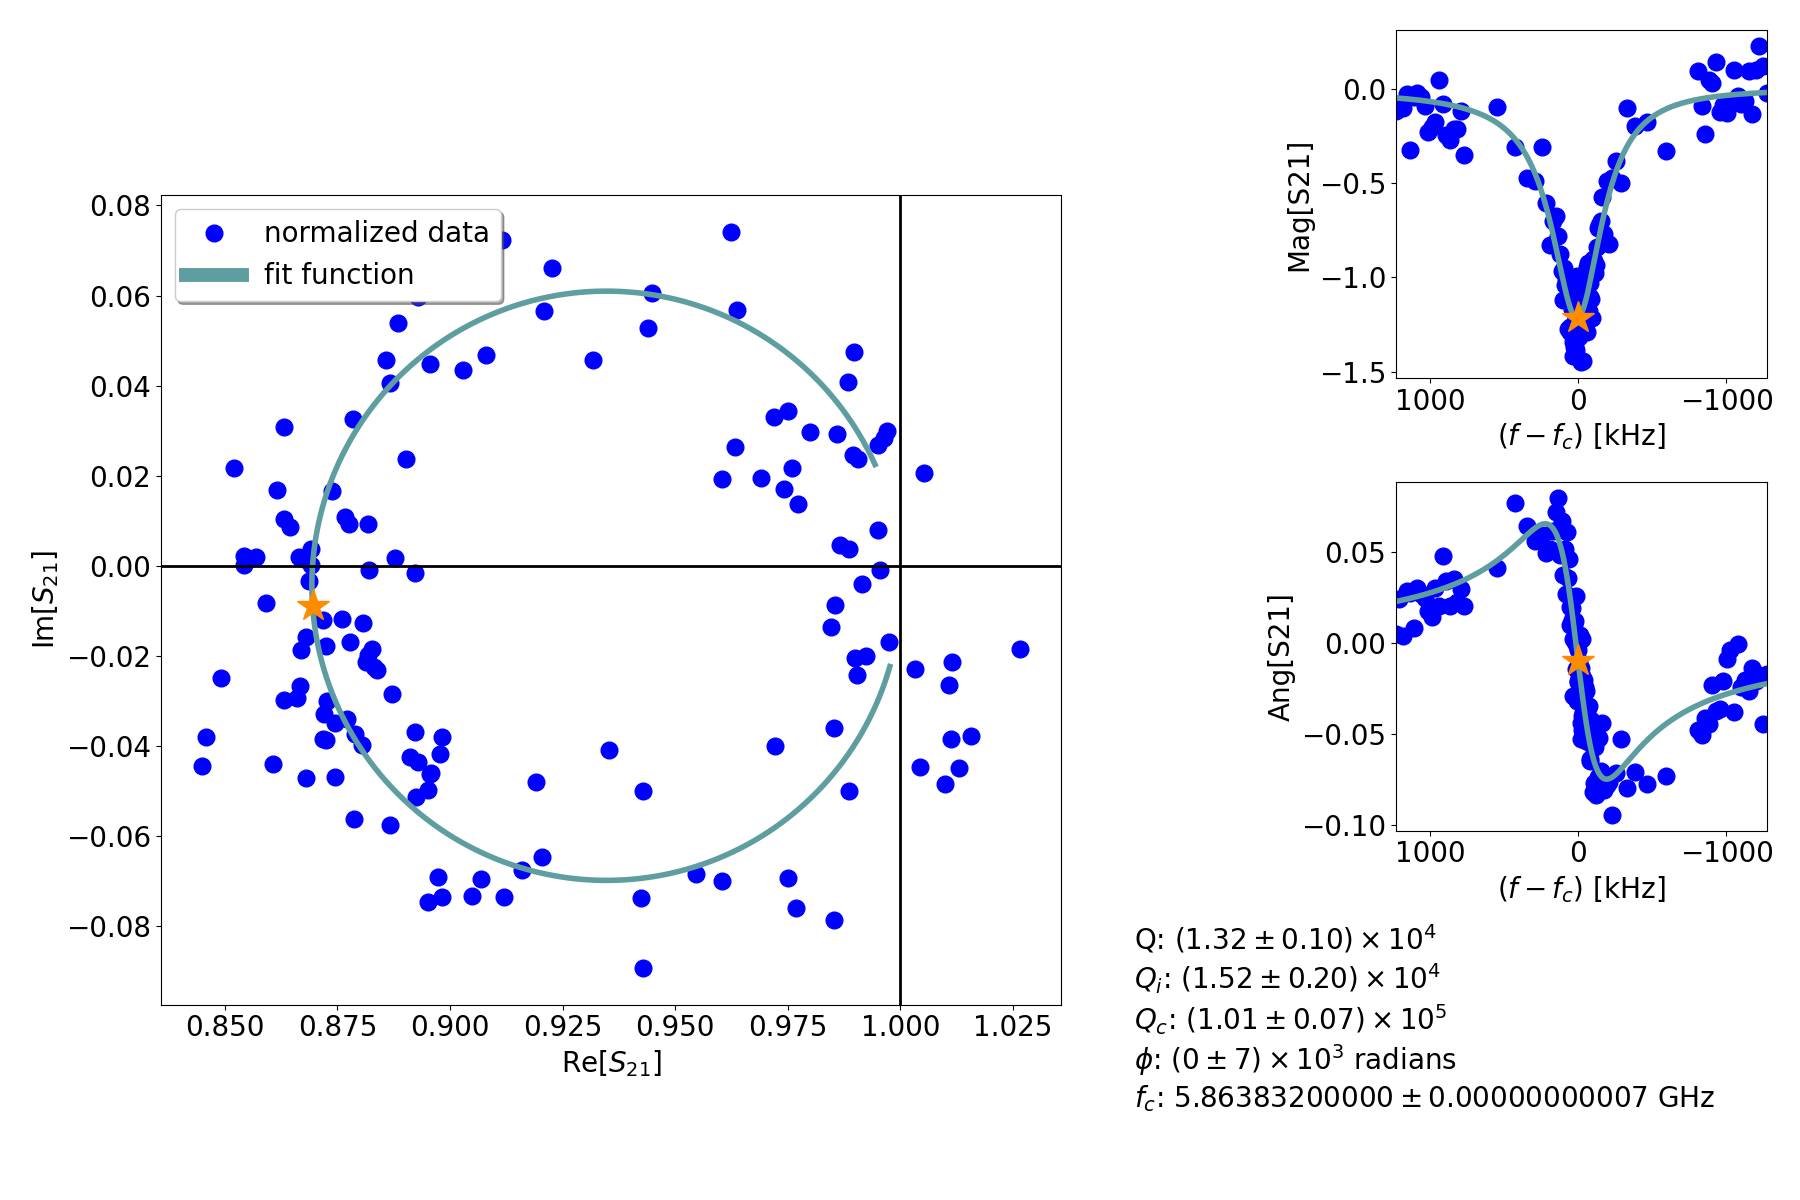 normalized data
fit function
0.08
0.06
0.04
0.02
0.00
−0.02
−0.04
−0.06
−0.08
Im[S₂₁]
0.850 0.875 0.900 0.925 0.950 0.975 1.000 1.025
Re[S₂₁]
0.0
−0.5
−1.0
−1.5
Mag[S21]
1000 0 −1000
(f − f_c) [kHz]
0.05
0.00
−0.05
−0.10
Ang[S21]
1000 0 −1000
(f − f_c) [kHz]
Q: (1.32 ± 0.10) × 10⁴
Q_i: (1.52 ± 0.20) × 10⁴
Q_c: (1.01 ± 0.07) × 10⁵
ϕ: (0 ± 7) × 10³ radians
f_c: 5.86383200000 ± 0.00000000007 GHz